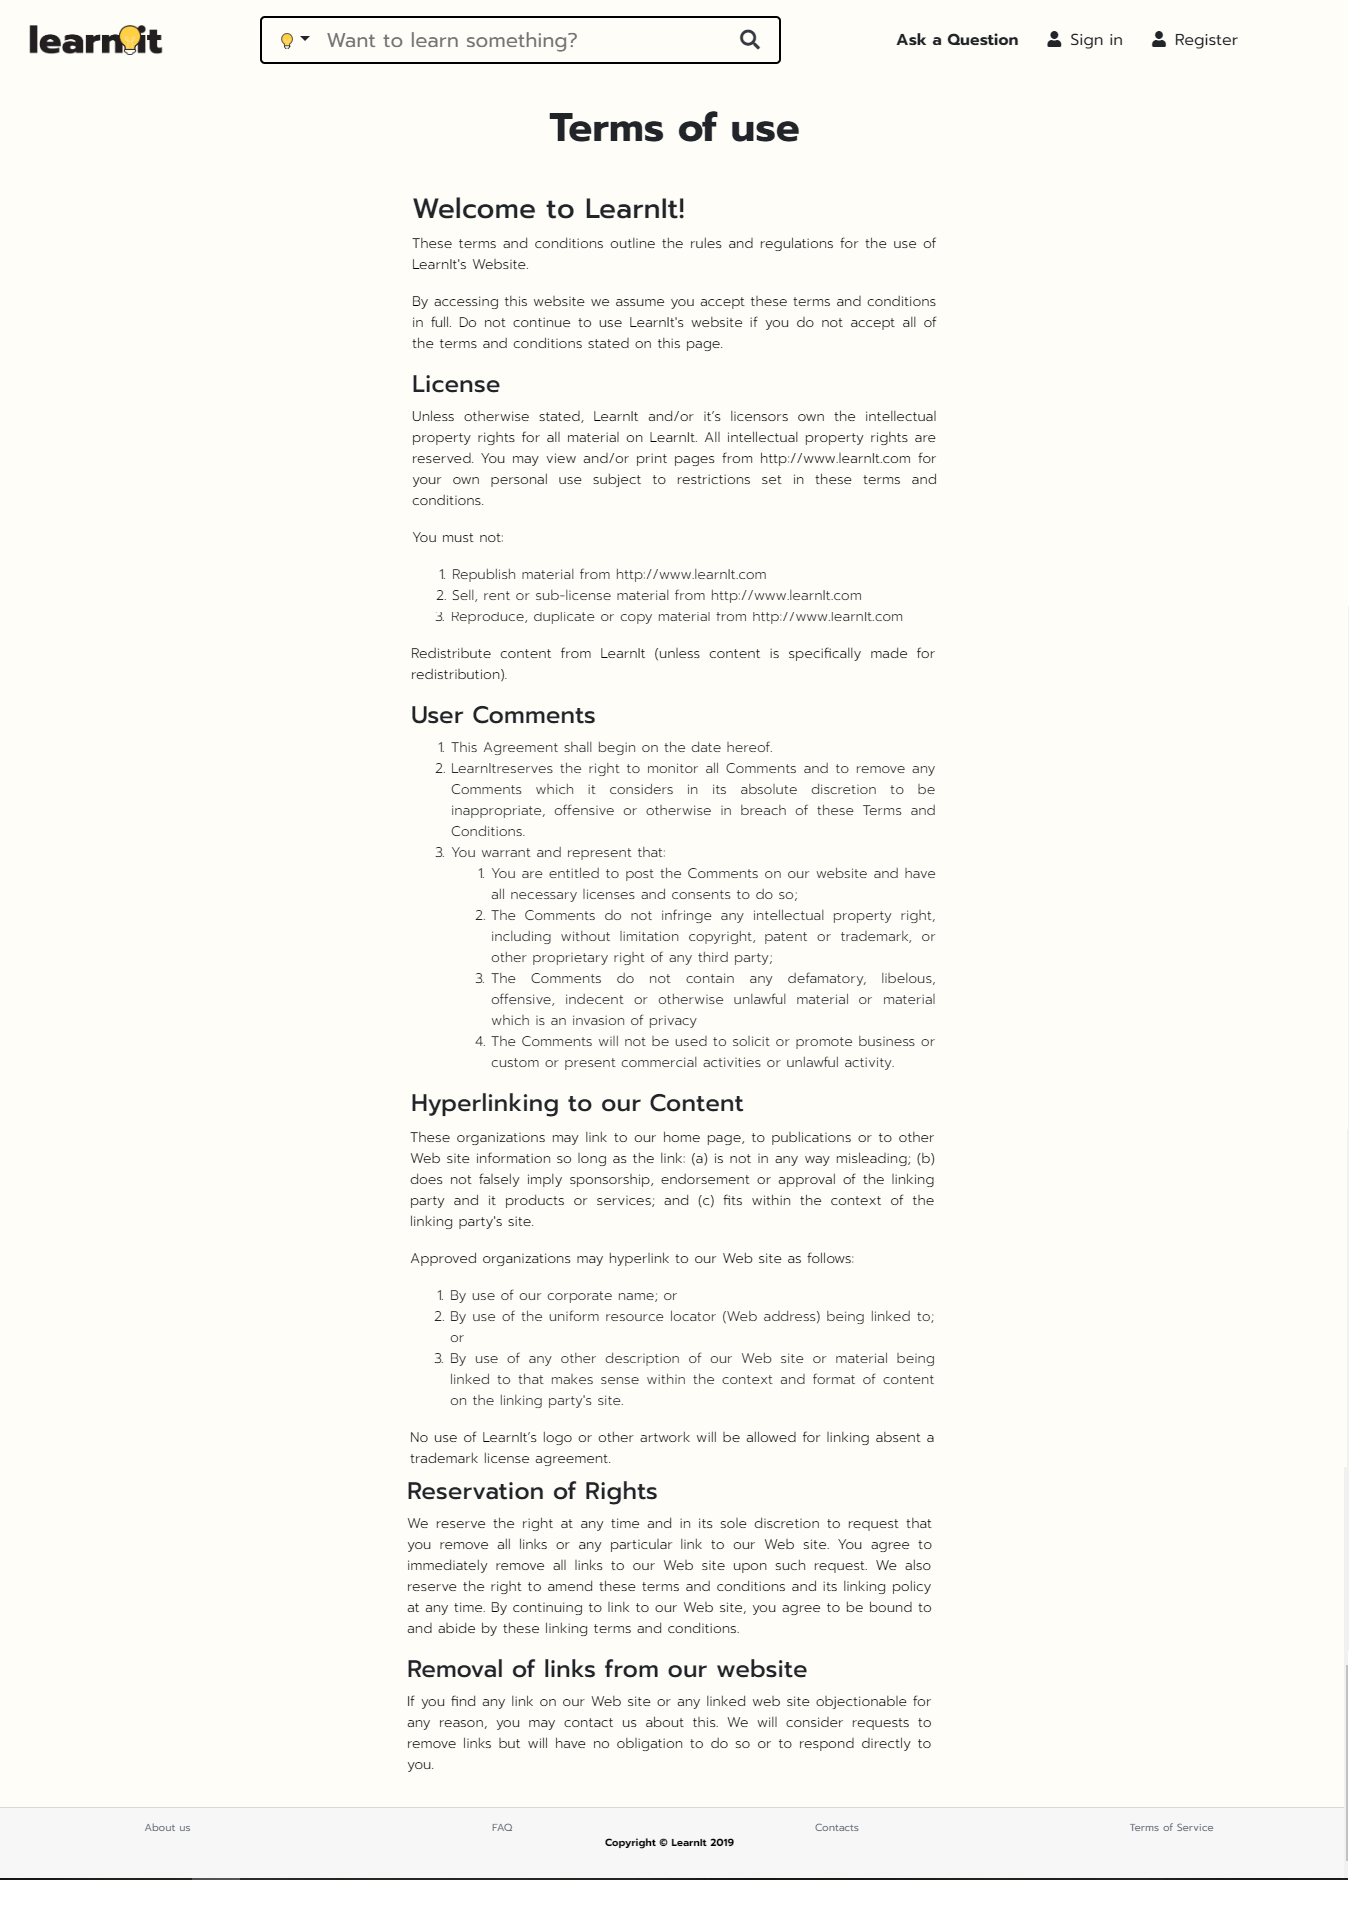 learnit
Want to learn something?
Ask a Question
Sign in
Register
Terms of use
Welcome to LearnIt!
These terms and conditions outline the rules and regulations for the use of
LearnIt's Website.
By accessing this website we assume you accept these terms and conditions
in full. Do not continue to use LearnIt's website if you do not accept all of
the terms and conditions stated on this page.
License
Unless otherwise stated, LearnIt and/or it's licensors own the intellectual
property rights for all material on LearnIt. All intellectual property rights are
reserved. You may view and/or print pages from http://www.learnIt.com for
your own personal use subject to restrictions set in these terms and
conditions.
You must not:
1. Republish material from http://www.learnIt.com
2. Sell, rent or sub-license material from http://www.learnIt.com
3. Reproduce, duplicate or copy material from http://www.learnIt.com
Redistribute content from LearnIt (unless content is specifically made for
redistribution).
User Comments
1. This Agreement shall begin on the date hereof.
2. LearnItreserves the right to monitor all Comments and to remove any
Comments which it considers in its absolute discretion to be
inappropriate, offensive or otherwise in breach of these Terms and
Conditions.
3. You warrant and represent that:
1. You are entitled to post the Comments on our website and have
all necessary licenses and consents to do so;
2. The Comments do not infringe any intellectual property right,
including without limitation copyright, patent or trademark, or
other proprietary right of any third party;
3. The Comments do not contain any defamatory, libelous,
offensive, indecent or otherwise unlawful material or material
which is an invasion of privacy
4. The Comments will not be used to solicit or promote business or
custom or present commercial activities or unlawful activity.
Hyperlinking to our Content
These organizations may link to our home page, to publications or to other
Web site information so long as the link: (a) is not in any way misleading; (b)
does not falsely imply sponsorship, endorsement or approval of the linking
party and it products or services; and (c) fits within the context of the
linking party's site.
Approved organizations may hyperlink to our Web site as follows:
1. By use of our corporate name; or
2. By use of the uniform resource locator (Web address) being linked to;
or
3. By use of any other description of our Web site or material being
linked to that makes sense within the context and format of content
on the linking party's site.
No use of LearnIt's logo or other artwork will be allowed for linking absent a
trademark license agreement.
Reservation of Rights
We reserve the right at any time and in its sole discretion to request that
you remove all links or any particular link to our Web site. You agree to
immediately remove all links to our Web site upon such request. We also
reserve the right to amend these terms and conditions and its linking policy
at any time. By continuing to link to our Web site, you agree to be bound to
and abide by these linking terms and conditions.
Removal of links from our website
If you find any link on our Web site or any linked web site objectionable for
any reason, you may contact us about this. We will consider requests to
remove links but will have no obligation to do so or to respond directly to
you.
About us
FAQ
Contacts
Terms of Service
Copyright © LearnIt 2019